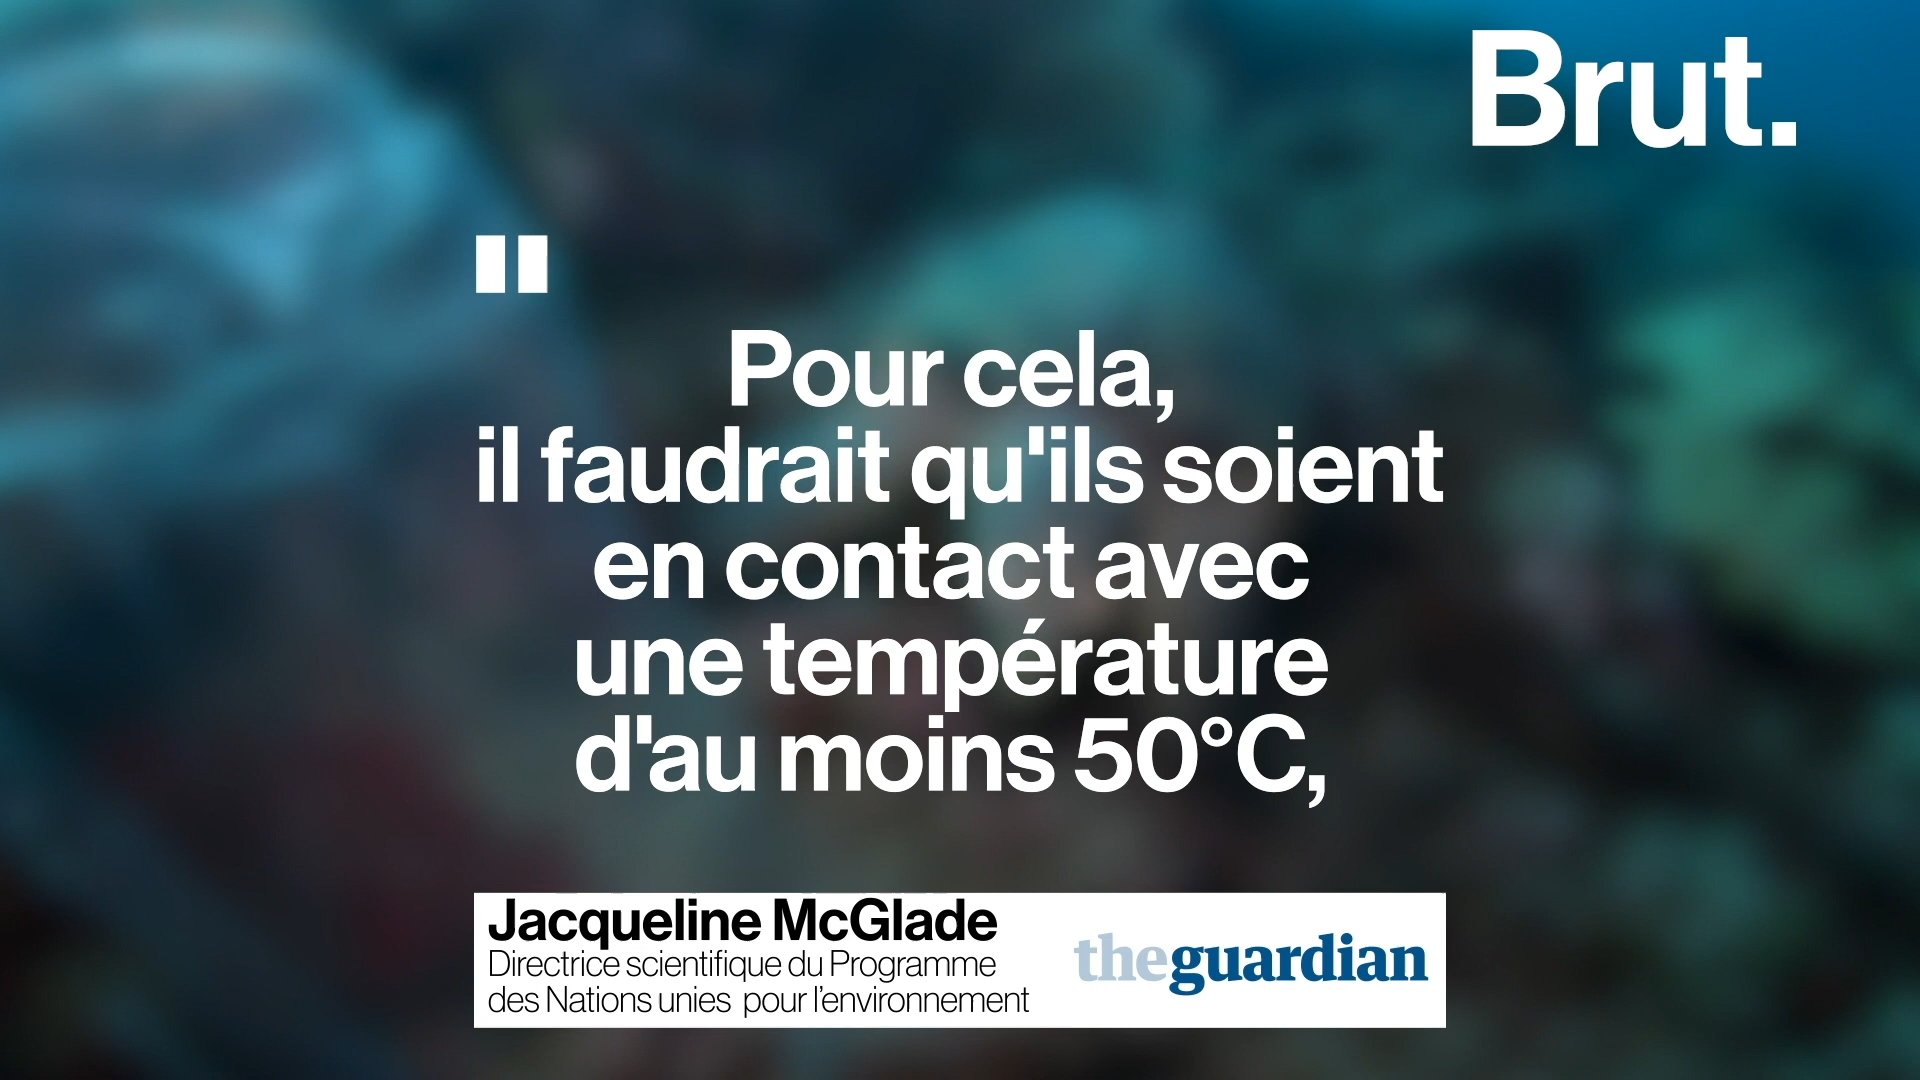 Brut.
"
Pour cela,
il faudrait qu'ils soient
en contact avec
une température
d'au moins 50°C,
Jacqueline McGlade
Directrice scientifique du Programme
des Nations unies pour l'environnement
theguardian